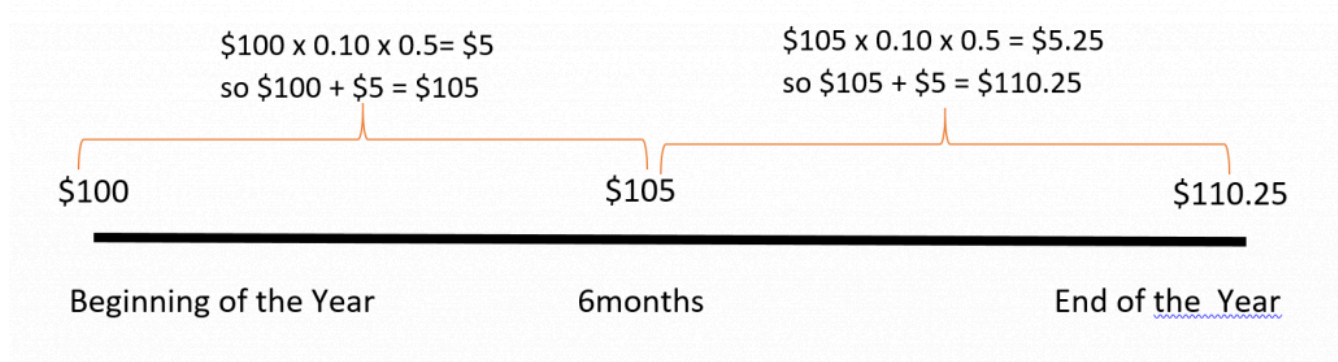 $100 x 0.10 x 0.5= $5
so $100 + $5 = $105
$105 x 0.10 x 0.5 = $5.25
so $105 + $5 = $110.25
$100
$105
$110.25
Beginning of the Year
6months
End of the  Year